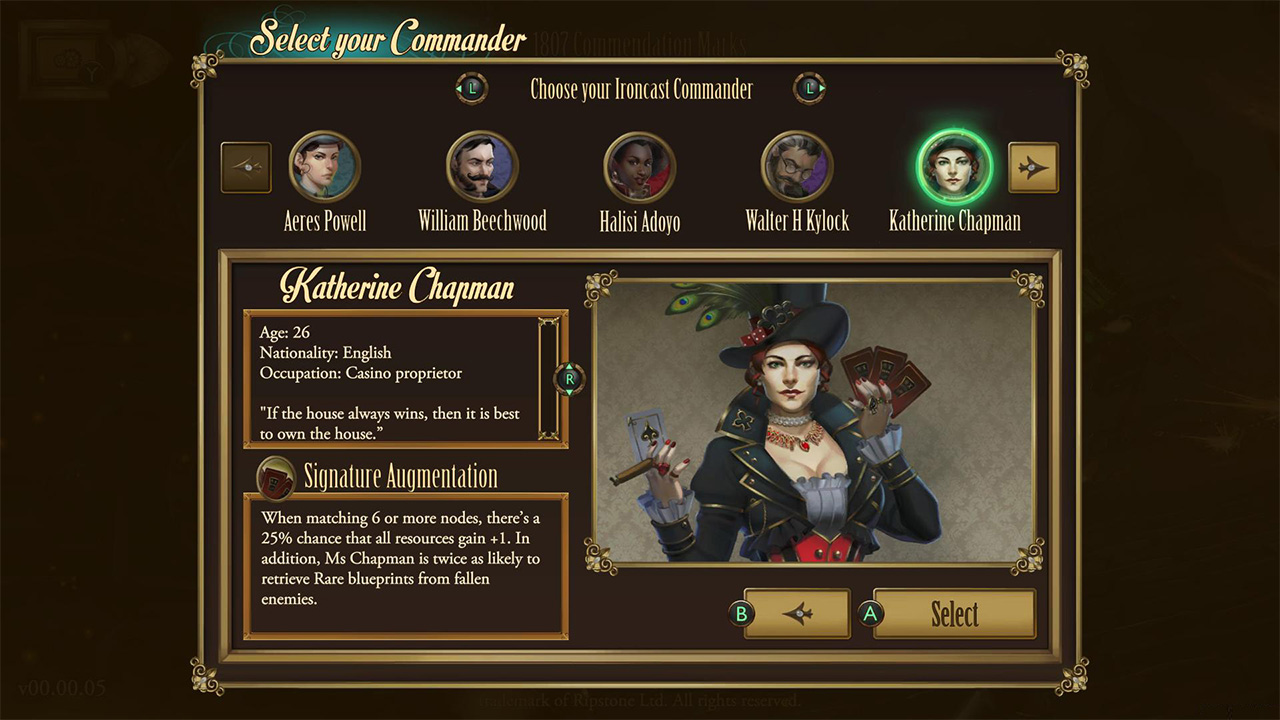 Select your Commander
1807 Commendation Marks
Choose your Ironcast Commander
L
L
Aeres Powell
William Beechwood
Halisi Adoyo
Walter H Kylock
Katherine Chapman
Katherine Chapman
Age: 26
Nationality: English
Occupation: Casino proprietor
"If the house always wins, then it is best
to own the house.”
R
Signature Augmentation
When matching 6 or more nodes, there's a
25% chance that all resources gain +1. In
addition, Ms Chapman is twice as likely to
retrieve Rare blueprints from fallen
enemies.
B
A
Select
v00.00.05
trademark of Ripstone Ltd. All rights reserved.